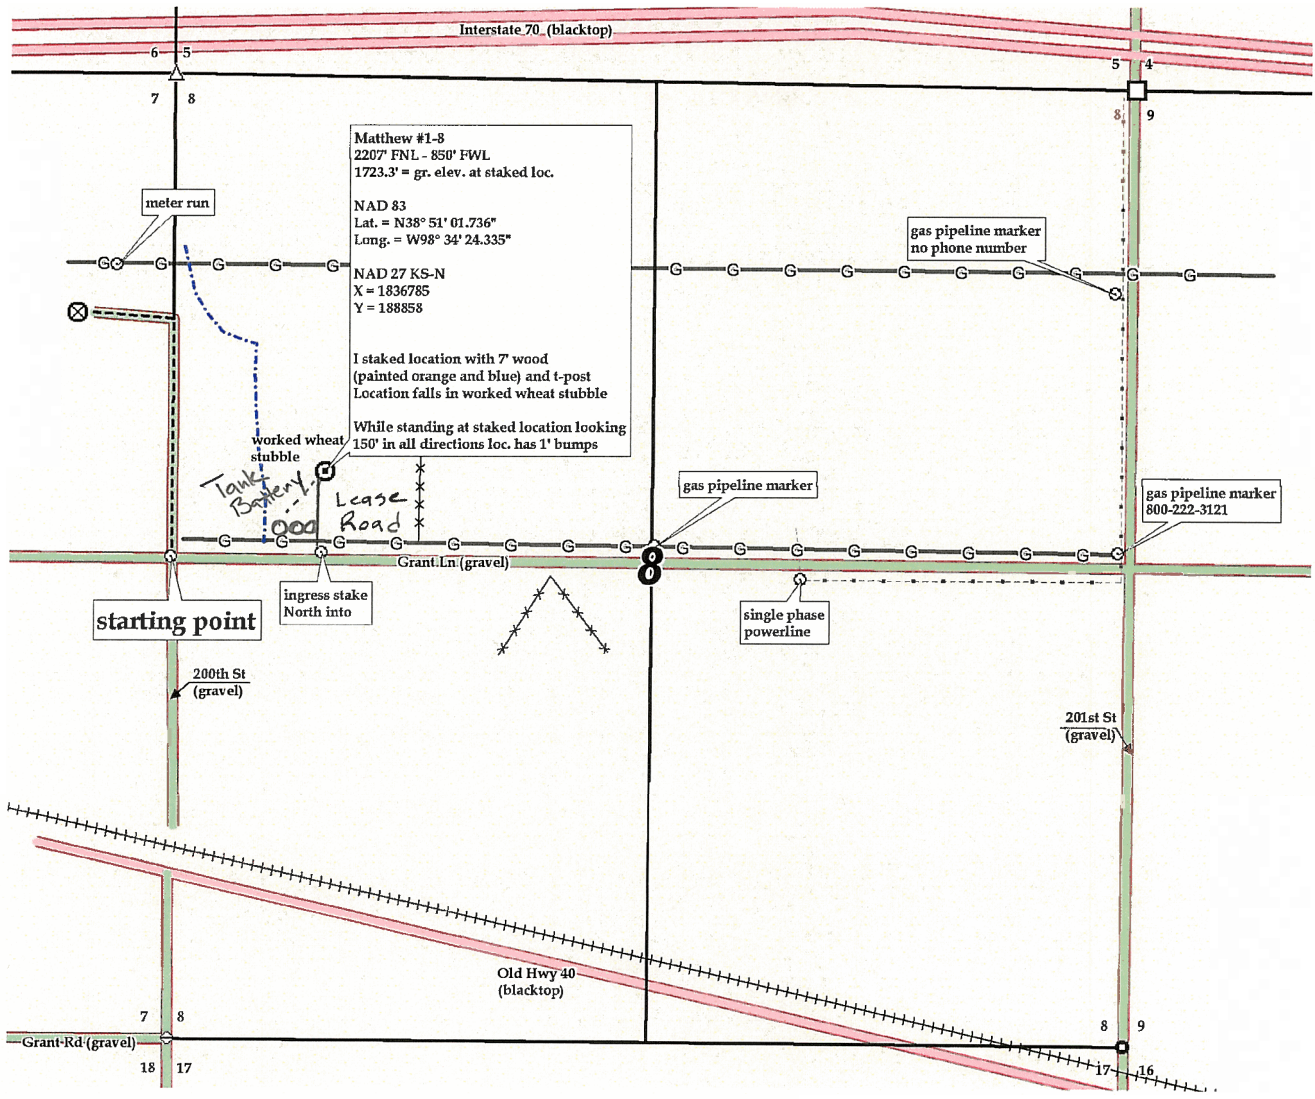 Interstate 70 (blacktop)
6 5
5 4
7 8
8 9
Matthew #1-8
2207' FNL - 850' FWL
1723.3' = gr. elev. at staked loc.
NAD 83
Lat. = N38° 51' 01.736"
Long. = W98° 34' 24.335"
NAD 27 KS-N
X = 1836785
Y = 188858
I staked location with 7' wood
(painted orange and blue) and t-post
Location falls in worked wheat stubble
While standing at staked location looking
150' in all directions loc. has 1' bumps
meter run
gas pipeline marker
no phone number
G G G G G
G G G G G G G G G G
worked wheat
stubble
Tank
Battery
Lease
Road
gas pipeline marker
gas pipeline marker
800-222-3121
G G G G G G G G G G G G G G G G
8
Grant Ln (gravel)
starting point
ingress stake
North into
single phase
powerline
200th St
(gravel)
201st St
(gravel)
Old Hwy 40
(blacktop)
7 8
8 9
Grant Rd (gravel)
18 17
17 16